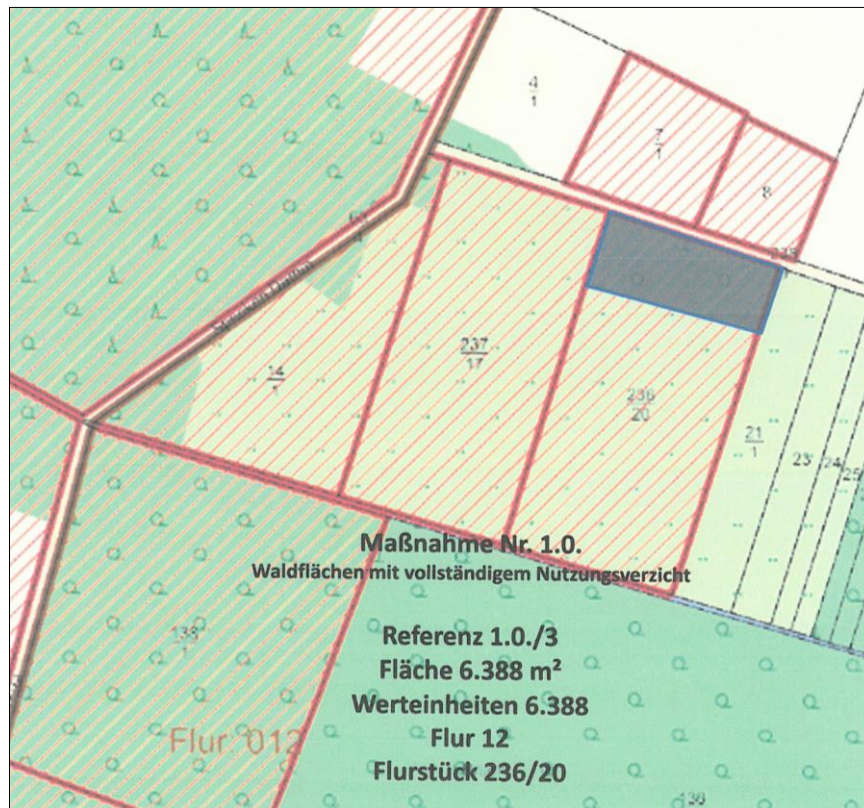 4
1
7
1
8
237
17
14
1
236
20
21
1
23
24
25
Maßnahme Nr. 1.0.
Waldflächen mit vollständigem Nutzungsverzicht
133
1
Referenz 1.0./3
Fläche 6.388 m²
Werteinheiten 6.388
Flur 12
Flurstück 236/20
Flur 012
136